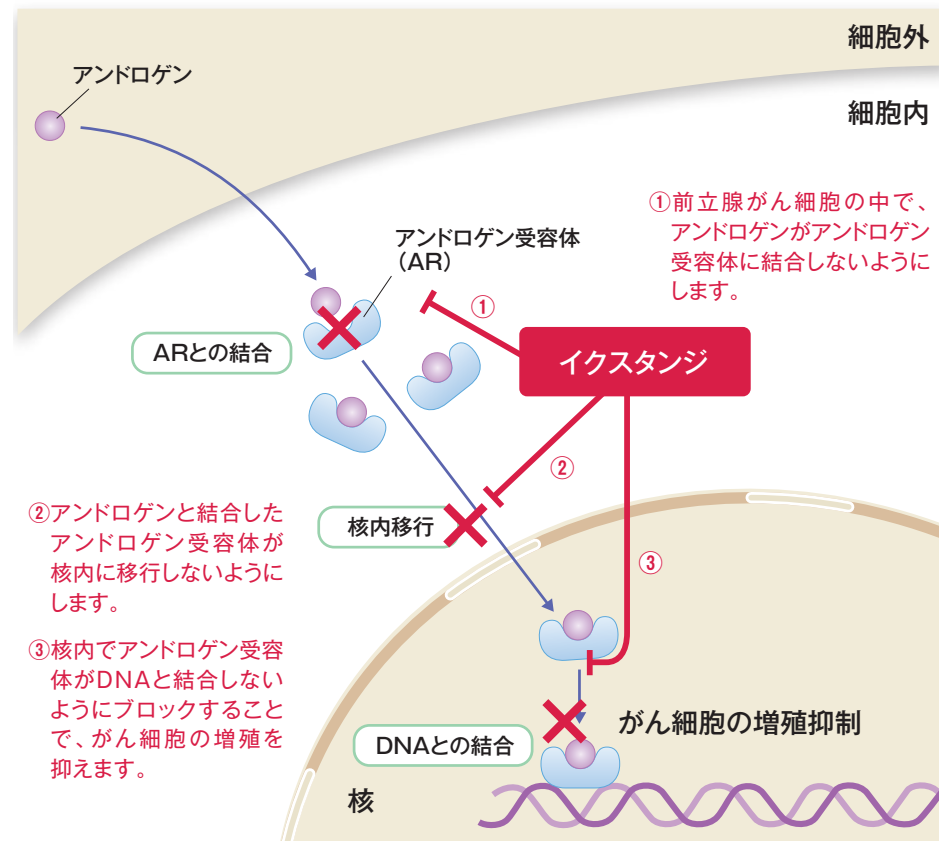 細胞外
アンドロゲン
細胞内
①前立腺がん細胞の中で、
アンドロゲンがアンドロゲン
受容体に結合しないように
します。
アンドロゲン受容体
（AR）
①
ARとの結合
イクスタンジ
②
②アンドロゲンと結合した
アンドロゲン受容体が
核内に移行しないように
します。
核内移行
③
③核内でアンドロゲン受容
体がDNAと結合しない
ようにブロックすること
で、がん細胞の増殖を
抑えます。
がん細胞の増殖抑制
DNAとの結合
核